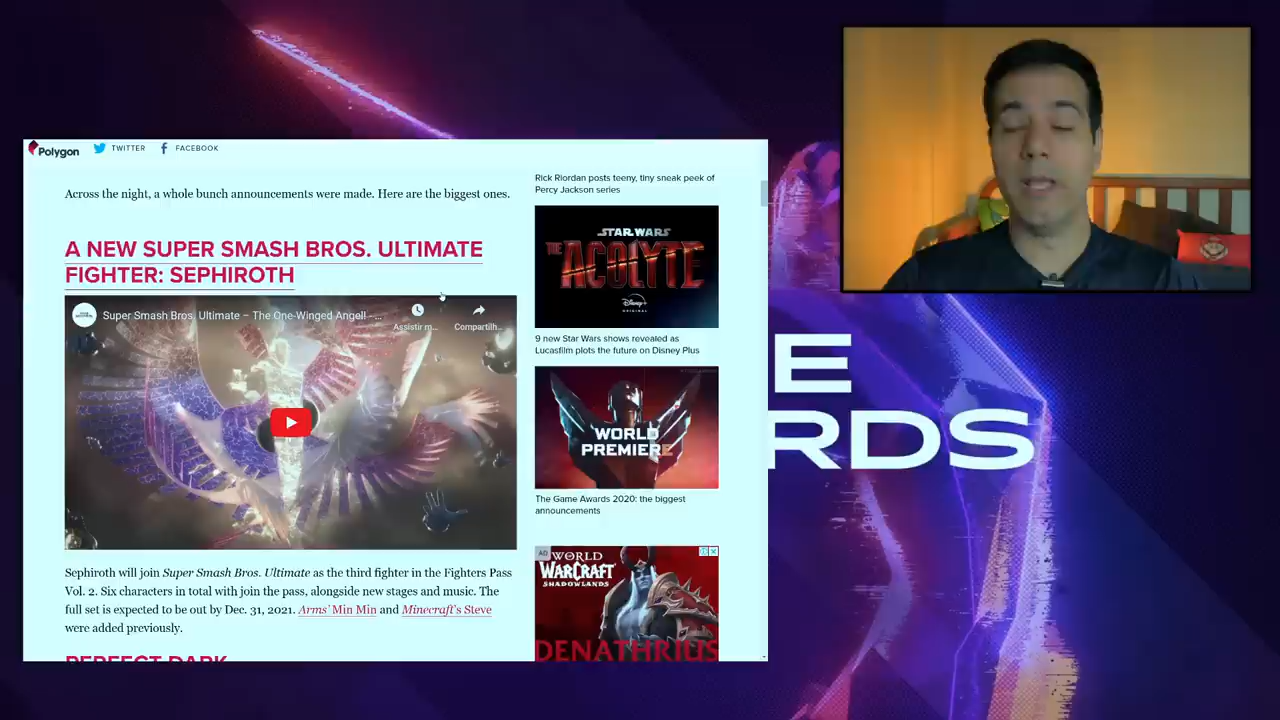 Polygon
TWITTER
FACEBOOK
Across the night, a whole bunch announcements were made. Here are the biggest ones.
A NEW SUPER SMASH BROS. ULTIMATE
FIGHTER: SEPHIROTH
Super Smash Bros. Ultimate – The One-Winged Angel! -...
Assistir m...
Compartilh...
Sephiroth will join Super Smash Bros. Ultimate as the third fighter in the Fighters Pass
Vol. 2. Six characters in total with join the pass, alongside new stages and music. The
full set is expected to be out by Dec. 31, 2021. Arms' Min Min and Minecraft's Steve
were added previously.
PERFECT DARK
Rick Riordan posts teeny, tiny sneak peek of
Percy Jackson series
STAR WARS
THE ACOLYTE
Disney+
ORIGINAL
9 new Star Wars shows revealed as
Lucasfilm plots the future on Disney Plus
WORLD
PREMIERE
The Game Awards 2020: the biggest
announcements
AD
WORLD
WARCRAFT
SHADOWLANDS
DENATHRIUS
E
RDS